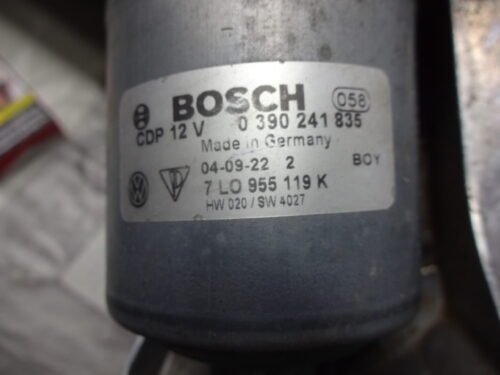 BOSCH 058
CDP 12 V 0 390 241 835
Made in Germany
04-09-22 2 BOY
7 L0 955 119 K
HW 020 / SW 4027